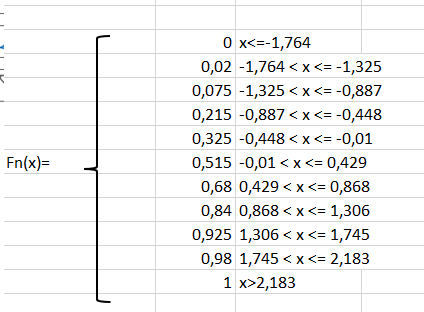 0 x<=-1,764
0,02 -1,764 < x <= -1,325
0,075 -1,325 < x <= -0,887
0,215 -0,887 < x <= -0,448
0,325 -0,448 < x <= -0,01
Fn(x)= 0,515 -0,01 < x <= 0,429
0,68 0,429 < x <= 0,868
0,84 0,868 < x <= 1,306
0,925 1,306 < x <= 1,745
0,98 1,745 < x <= 2,183
1 x>2,183